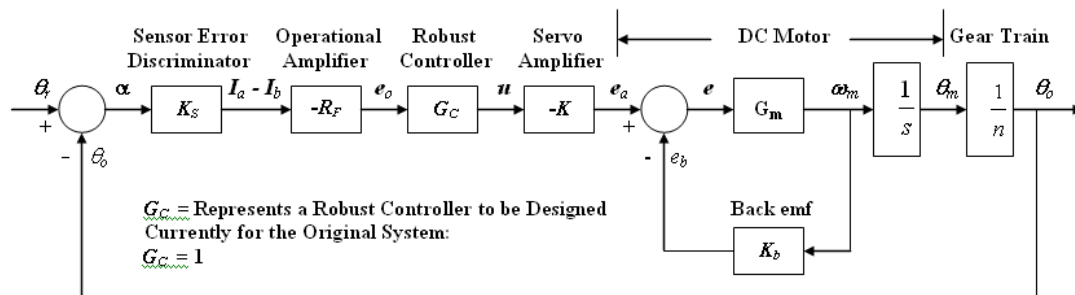 Sensor Error Discriminator
Operational Amplifier
Robust Controller
Servo Amplifier
DC Motor
Gear Train
θr
+
−
θo
α
KS
Ia - Ib
-RF
eo
GC
u
-K
ea
+
-
eb
e
Gm
ωm
1
s
θm
1
n
θo
GC = Represents a Robust Controller to be Designed
Currently for the Original System:
GC = 1
Back emf
Kb